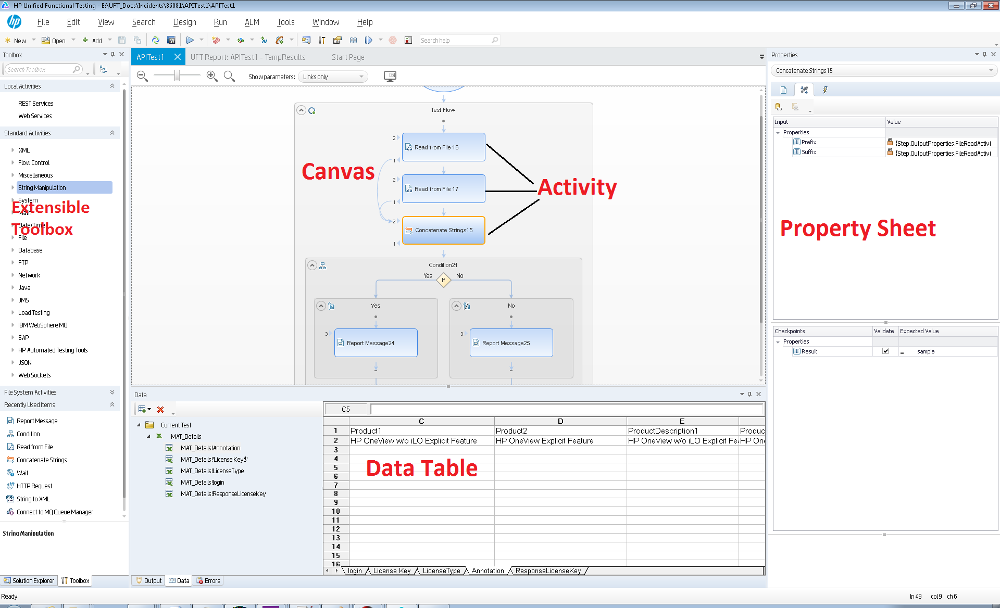 HP Unified Functional Testing - E:\UFT_Docs\Incidents\86081\APITest1\APITest1
hp File Edit View Search Design Run ALM Tools Window Help
New Open Add Search help
Toolbox
Search Toolbox
Local Activities
REST Services
Web Services
Standard Activities
XML
Flow Control
Miscellaneous
String Manipulation
System
Math
Date/Time
File
Extensible
Toolbox
Database
FTP
Network
Java
JMS
Load Testing
IBM WebSphere MQ
SAP
HP Automated Testing Tools
JSON
Web Sockets
File System Activities
Recently Used Items
Report Message
Condition
Read from File
Concatenate Strings
Wait
HTTP Request
String to XML
Connect to MQ Queue Manager
String Manipulation
Solution Explorer Toolbox
APITest1 UFT Report: APITest1 - TempResults Start Page
Show parameters: Links only
Test Flow
2 Read from File 16
1
Canvas
2 Read from File 17
1
Activity
2 Concatenate Strings15
1
Condition21
Yes If No
Yes No
3 Report Message24 3 Report Message25
Data
Current Test
MAT_Details
MAT_Details!Annotation
MAT_Details!'License Key$'
MAT_Details!LicenseType
MAT_Details!login
MAT_Details!ResponseLicenseKey
C5
C D E
1 Product1 Product2 ProductDescription1 Produc
2 HP OneView w/o iLO Explicit Feature HP OneView Explicit Feature HP OneView w/o iLO Explicit Fea HP One
3
4
5
Data Table
6
7
8
9
10
11
12
13
14
15
16
login License Key LicenseType Annotation ResponseLicenseKey
Output Data Errors
Properties
Concatenate Strings15
Input Value
Properties
Prefix {Step.OutputProperties.FileReadActivi
Suffix {Step.OutputProperties.FileReadActivi
Property Sheet
Checkpoints Validate Expected Value
Properties
Result = sample
Ready ln 49 col 9 ch 6